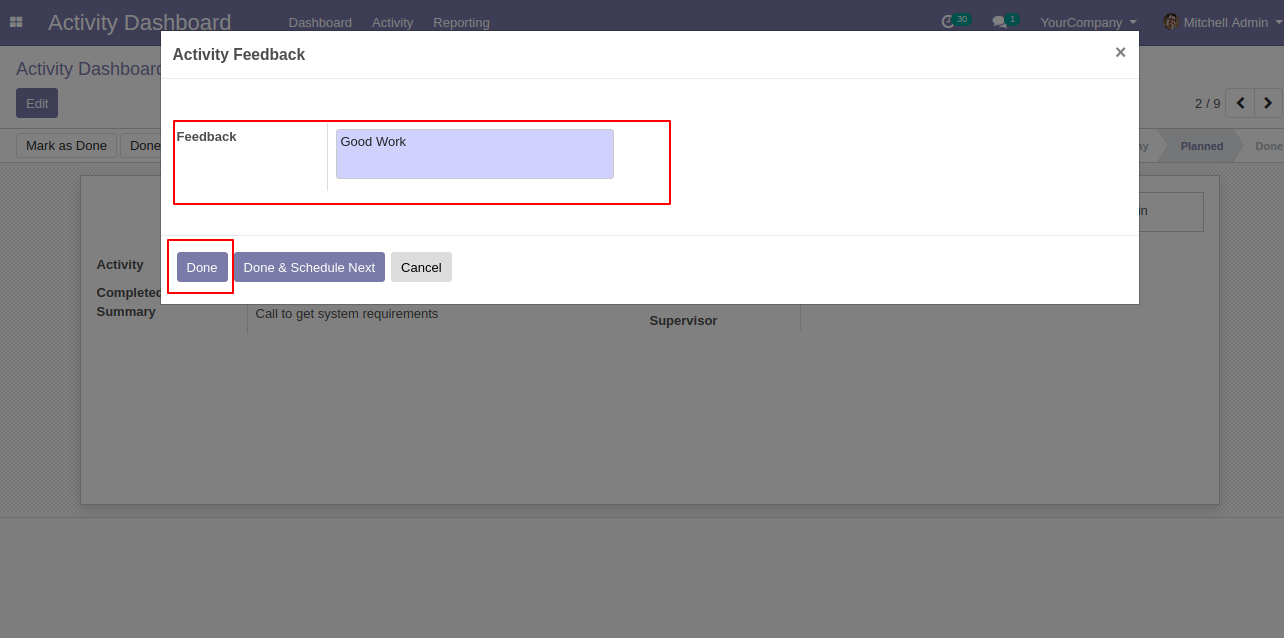 Activity Dashboard Dashboard Activity Reporting 30 1 YourCompany Mitchell Admin
Activity Feedback ×
Activity Dashboard
Edit 2 / 9
Feedback Good Work
Mark as Done Done ay Planned Done
in
Done Done & Schedule Next Cancel
Activity
Completed
Summary Call to get system requirements
Supervisor